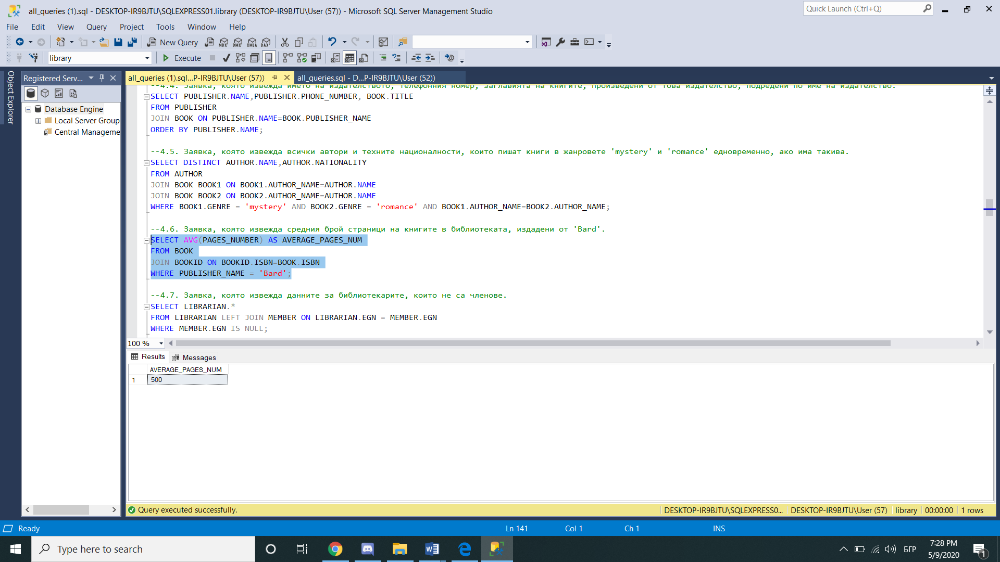 all_queries (1).sql - DESKTOP-IR9BJTU\SQLEXPRESS01.library (DESKTOP-IR9BJTU\User (57)) - Microsoft SQL Server Management Studio
Quick Launch (Ctrl+Q)
File Edit View Query Project Tools Window Help
New Query MDX DMX XMLA DAX
library Execute
Object Explorer
Registered Serv...
Database Engine
Local Server Group
Central Manageme
all_queries (1).sql...P-IR9BJTU\User (57)) all_queries.sql - D...P-IR9BJTU\User (52))
--4.4. Заявка, която извежда името на издателството, телефонния номер, заглавията на книгите, произведени от това издателство, подредени по име на издателство.
SELECT PUBLISHER.NAME,PUBLISHER.PHONE_NUMBER, BOOK.TITLE
FROM PUBLISHER
JOIN BOOK ON PUBLISHER.NAME=BOOK.PUBLISHER_NAME
ORDER BY PUBLISHER.NAME;
--4.5. Заявка, която извежда всички автори и техните националности, които пишат книги в жанровете 'mystery' и 'romance' едновременно, ако има такива.
SELECT DISTINCT AUTHOR.NAME,AUTHOR.NATIONALITY
FROM AUTHOR
JOIN BOOK BOOK1 ON BOOK1.AUTHOR_NAME=AUTHOR.NAME
JOIN BOOK BOOK2 ON BOOK2.AUTHOR_NAME=AUTHOR.NAME
WHERE BOOK1.GENRE = 'mystery' AND BOOK2.GENRE = 'romance' AND BOOK1.AUTHOR_NAME=BOOK2.AUTHOR_NAME;
--4.6. Заявка, която извежда средния брой страници на книгите в библиотеката, издадени от 'Bard'.
SELECT AVG(PAGES_NUMBER) AS AVERAGE_PAGES_NUM
FROM BOOK
JOIN BOOKID ON BOOKID.ISBN=BOOK.ISBN
WHERE PUBLISHER_NAME = 'Bard';
--4.7. Заявка, която извежда данните за библиотекарите, които не са членове.
SELECT LIBRARIAN.*
FROM LIBRARIAN LEFT JOIN MEMBER ON LIBRARIAN.EGN = MEMBER.EGN
WHERE MEMBER.EGN IS NULL;
100 %
Results Messages
AVERAGE_PAGES_NUM
1 500
Query executed successfully. DESKTOP-IR9BJTU\SQLEXPRESS0... DESKTOP-IR9BJTU\User (57) library 00:00:00 1 rows
Ready Ln 141 Col 1 Ch 1 INS
Type here to search
БГР
7:28 PM
5/9/2020
1